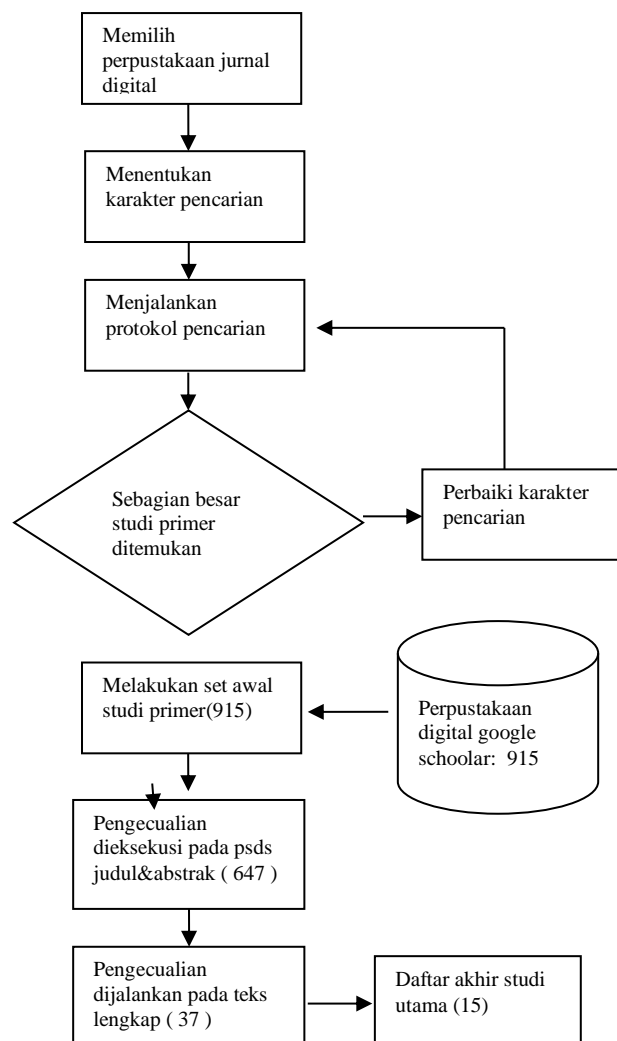 Memilih
perpustakaan jurnal
digital
Menentukan
karakter pencarian
Menjalankan
protokol pencarian
Sebagian besar
studi primer
ditemukan
Perbaiki karakter
pencarian
Melakukan set awal
studi primer(915)
Perpustakaan
digital google
schoolar:  915
Pengecualian
dieksekusi pada psds
judul&abstrak ( 647 )
Pengecualian
dijalankan pada teks
lengkap ( 37 )
Daftar akhir studi
utama (15)